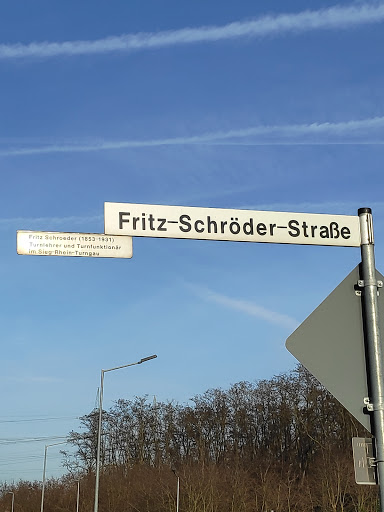 Fritz-Schröder-Straße
Fritz Schroeder (1853-1931)
Turnlehrer und Turnfunktionär
im Sieg-Rhein-Turngau